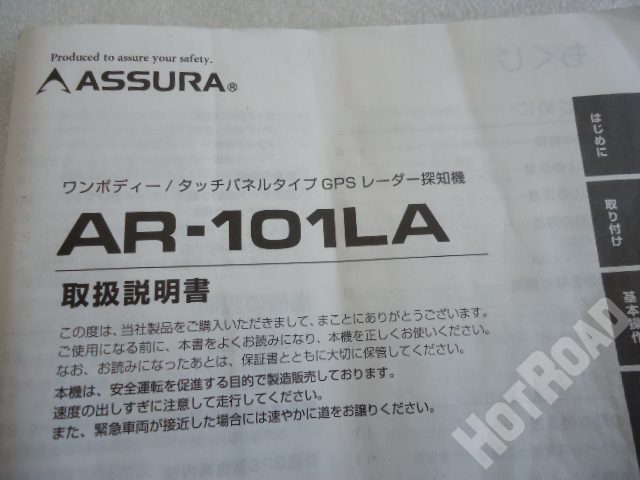 Produced to assure your safety.
ASSURA®
ワンボディー/タッチパネルタイプGPSレーダー探知機
AR-101LA
取扱説明書
この度は、当社製品をご購入いただきまして、まことにありがとうございます。
ご使用になる前に、本書をよくお読みになり、本機を正しくお使いください。
なお、お読みになったあとは、保証書とともに大切に保管してください。
本機は、安全運転を促進する目的で製造販売しております。
速度の出しすぎに注意して走行してください。
また、緊急車両が接近した場合には速やかに道をお譲りください。
はじめに
取り付け
基本操作
HOTROAD